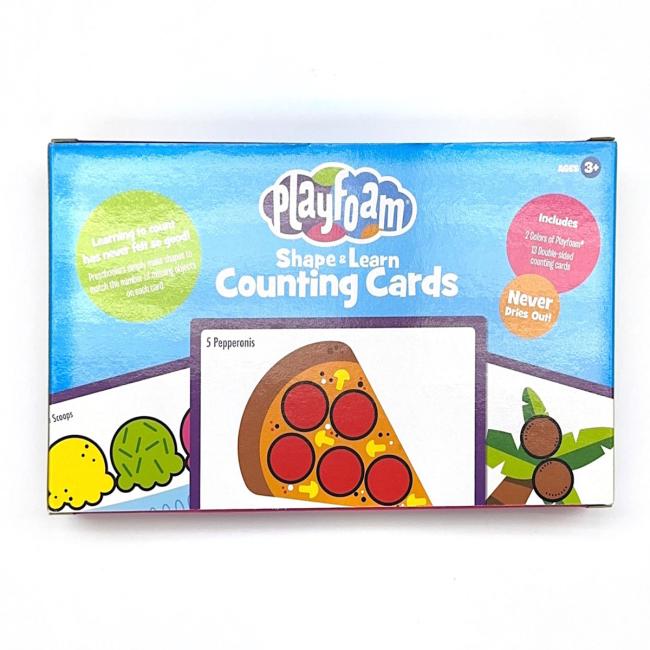 AGES 3+
playfoam®
Shape & Learn
Counting Cards
Learning to count
has never felt so good!
Preschoolers simply make shapes to
match the number of missing objects
on each card.
Includes
2 Colors of Playfoam®
13 Double-sided
counting cards
Never
Dries Out!
5 Pepperonis
Scoops